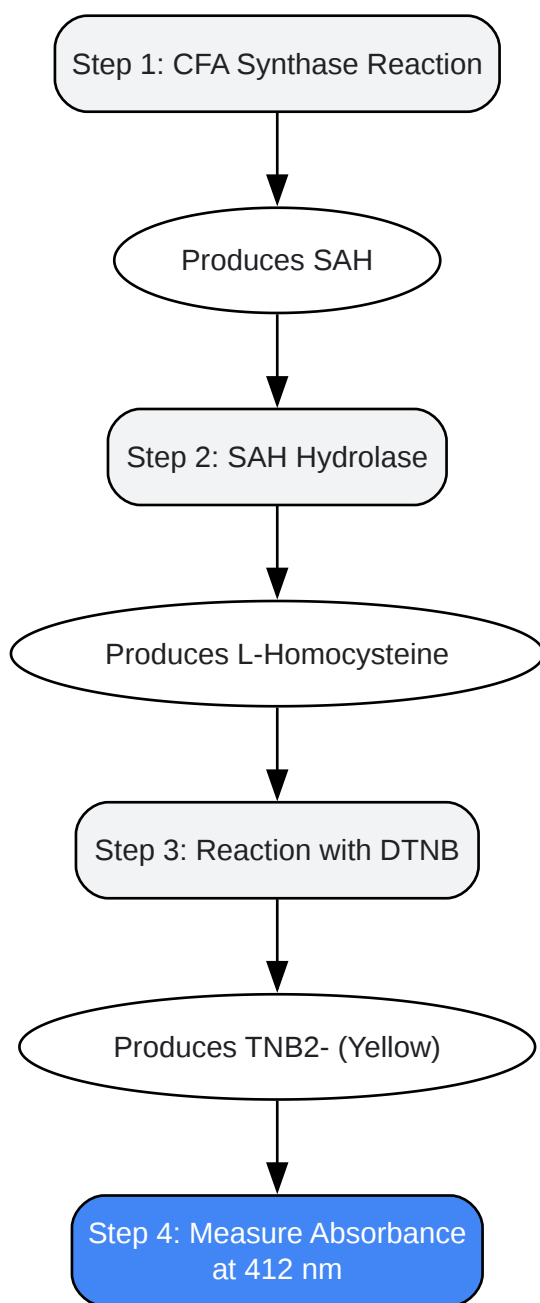 Step 1: CFA Synthase Reaction
Produces SAH
Step 2: SAH Hydrolase
Produces L-Homocysteine
Step 3: Reaction with DTNB
Produces TNB2- (Yellow)
Step 4: Measure Absorbance
at 412 nm